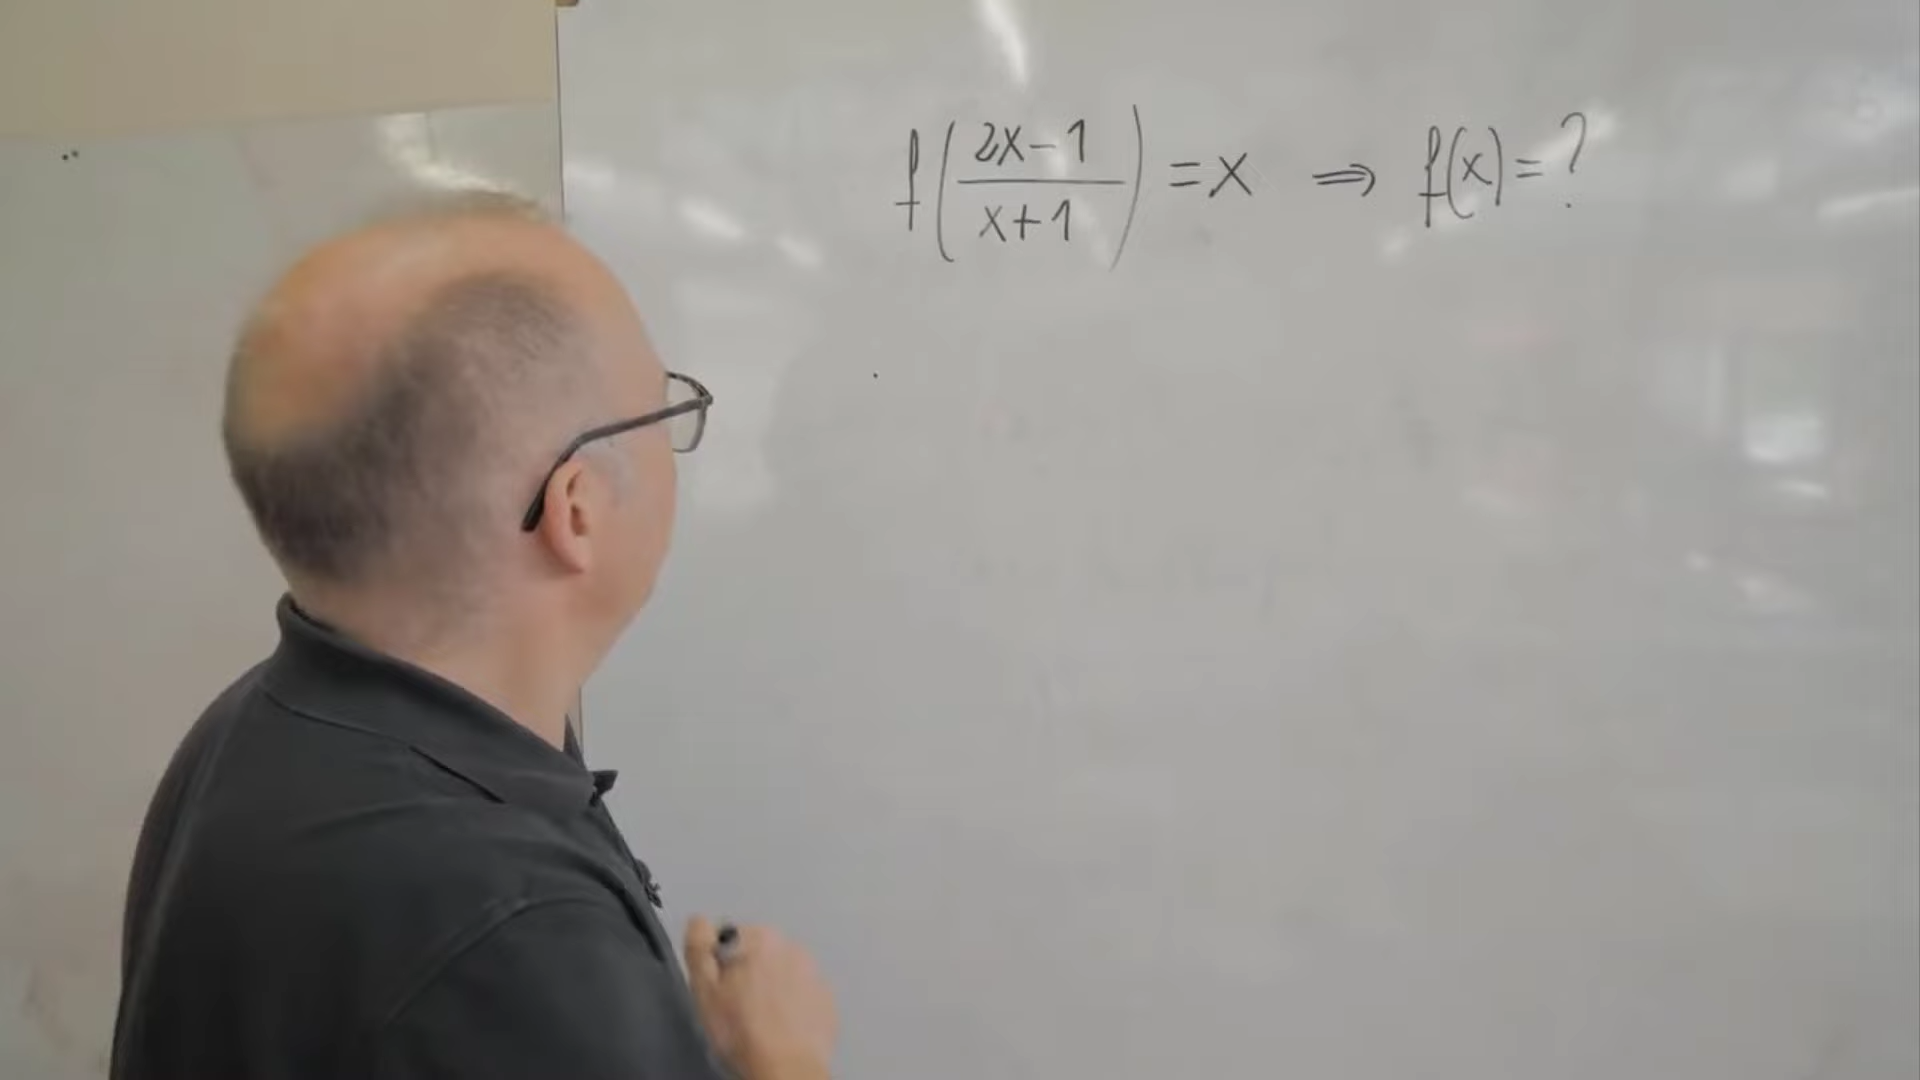 f((2x-1)/(x+1)) = x ⇒ f(x) = ?